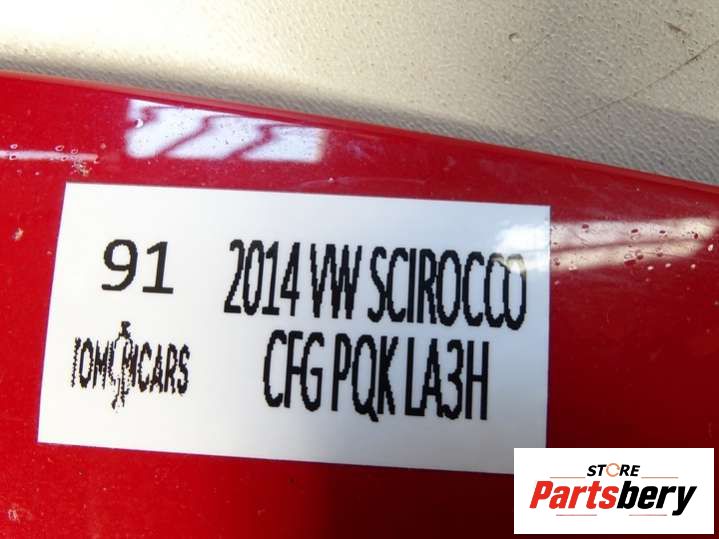 91
2014 VW SCIROCCO
CFG PQK LA3H
STORE
Partsbery